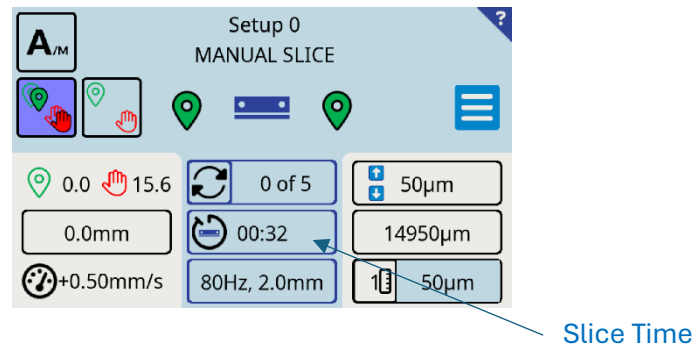 A/M
Setup 0
MANUAL SLICE
?
0.0
15.6
0 of 5
50µm
0.0mm
00:32
14950µm
+0.50mm/s
80Hz, 2.0mm
1
50µm
Slice Time